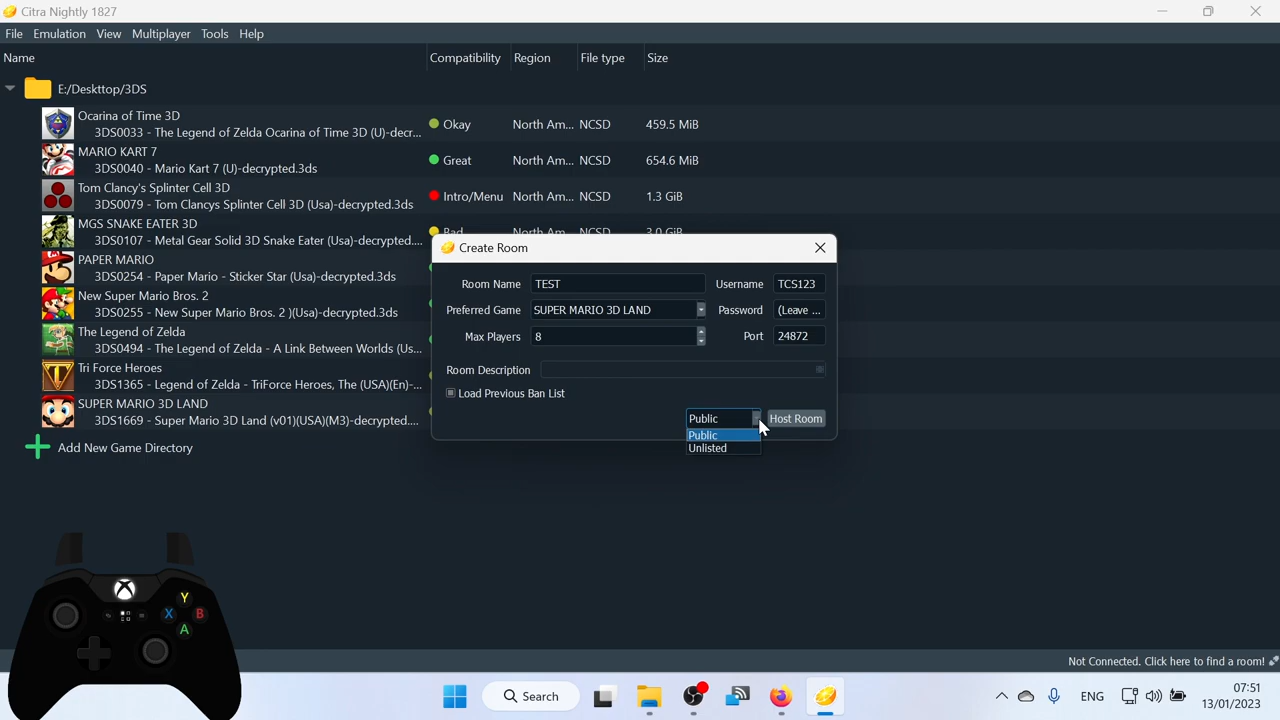 Citra Nightly 1827
File Emulation View Multiplayer Tools Help
Name Compatibility Region File type Size
E:/Deskttop/3DS
Ocarina of Time 3D
3DS0033 - The Legend of Zelda Ocarina of Time 3D (U)-decr... Okay North Am... NCSD 459.5 MiB
MARIO KART 7
3DS0040 - Mario Kart 7 (U)-decrypted.3ds Great North Am... NCSD 654.6 MiB
Tom Clancy's Splinter Cell 3D
3DS0079 - Tom Clancys Splinter Cell 3D (Usa)-decrypted.3ds Intro/Menu North Am... NCSD 1.3 GiB
MGS SNAKE EATER 3D
3DS0107 - Metal Gear Solid 3D Snake Eater (Usa)-decrypted.... Bad North Am... NCSD 3.0 GiB
PAPER MARIO
3DS0254 - Paper Mario - Sticker Star (Usa)-decrypted.3ds
New Super Mario Bros. 2
3DS0255 - New Super Mario Bros. 2 )(Usa)-decrypted.3ds
The Legend of Zelda
3DS0494 - The Legend of Zelda - A Link Between Worlds (Us...
Tri Force Heroes
3DS1365 - Legend of Zelda - TriForce Heroes, The (USA)(En)-...
SUPER MARIO 3D LAND
3DS1669 - Super Mario 3D Land (v01)(USA)(M3)-decrypted....
Add New Game Directory
Create Room
Room Name TEST Username TCS123
Preferred Game SUPER MARIO 3D LAND Password (Leave ...
Max Players 8 Port 24872
Room Description
Load Previous Ban List
Public Host Room
Public
Unlisted
Y
X B
A
Not Connected. Click here to find a room!
Search ENG 07:51
13/01/2023